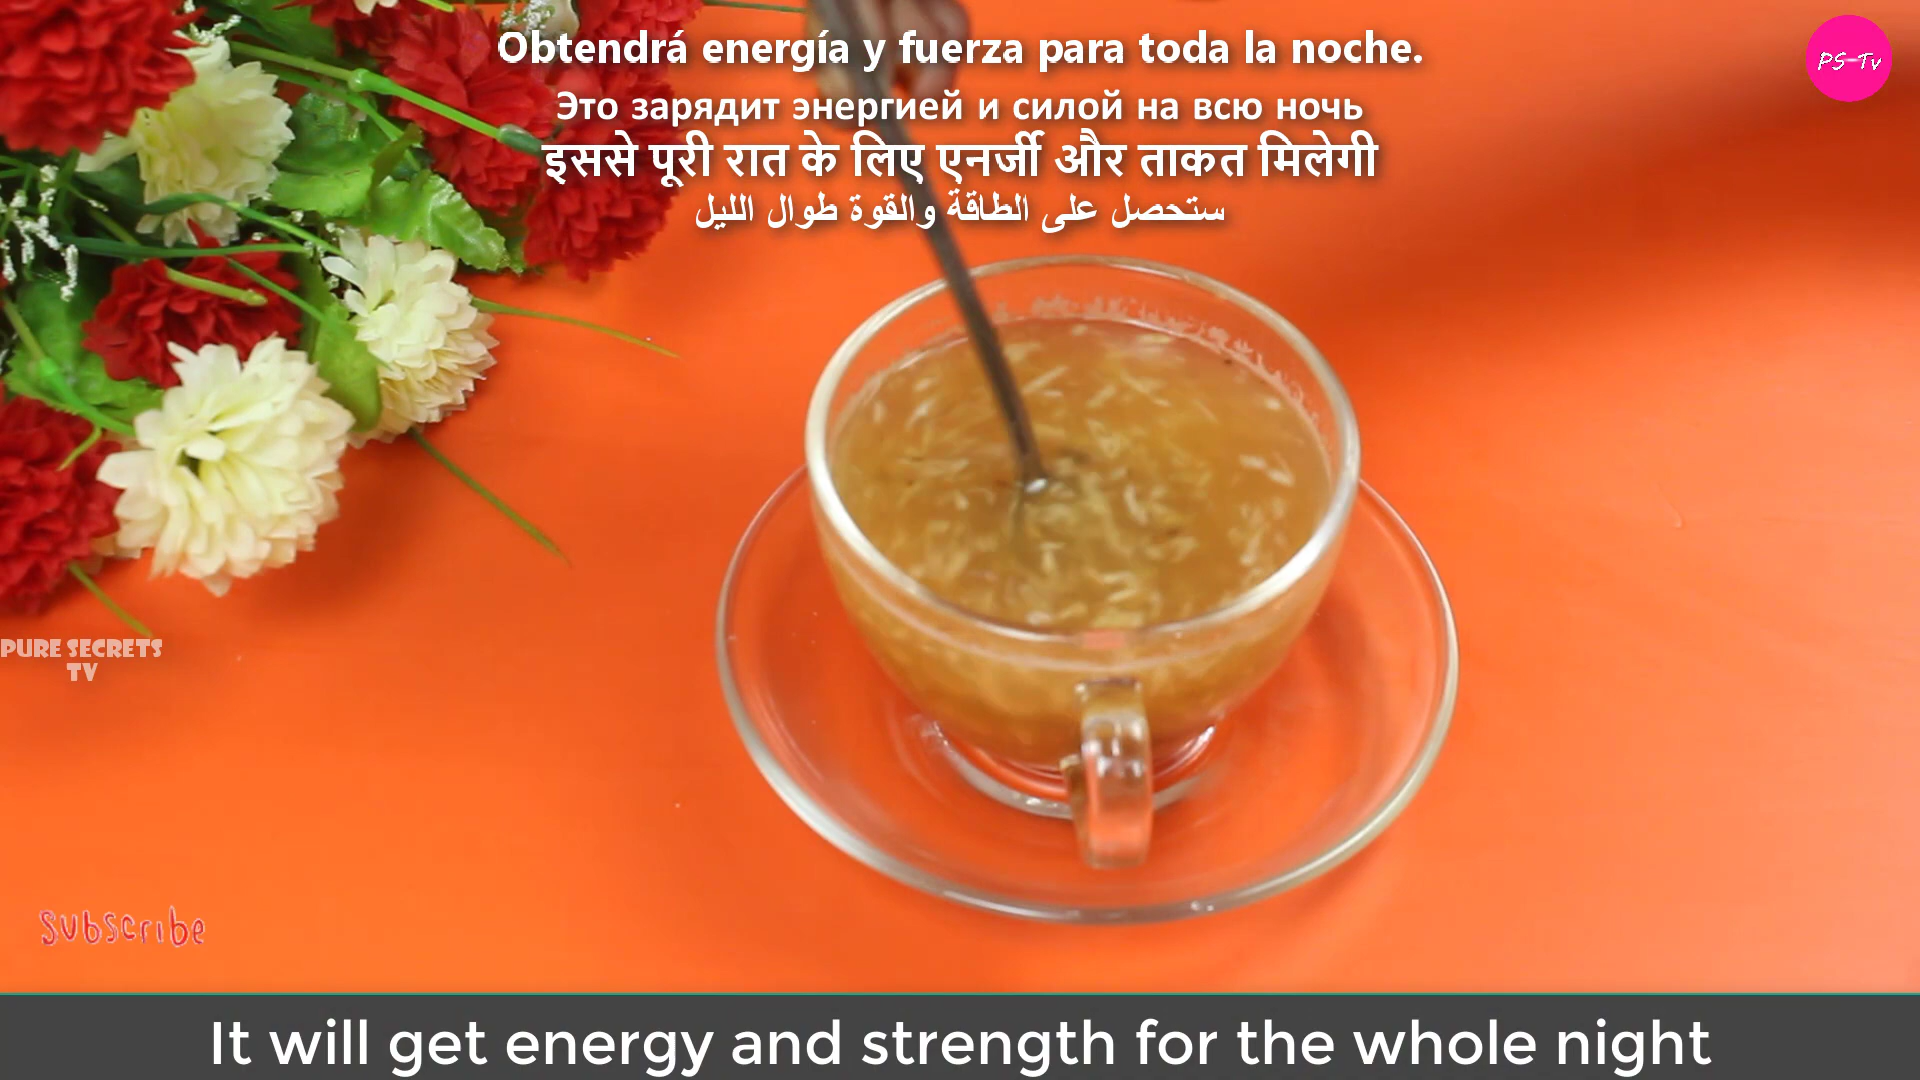 Obtendrá energía y fuerza para toda la noche.
Это зарядит энергией и силой на всю ночь
इससे पूरी रात के लिए एनर्जी और ताकत मिलेगी
ستحصل على الطاقة والقوة طوال الليل
PS-Tv
PURE SECRETS
TV
Subscribe
It will get energy and strength for the whole night